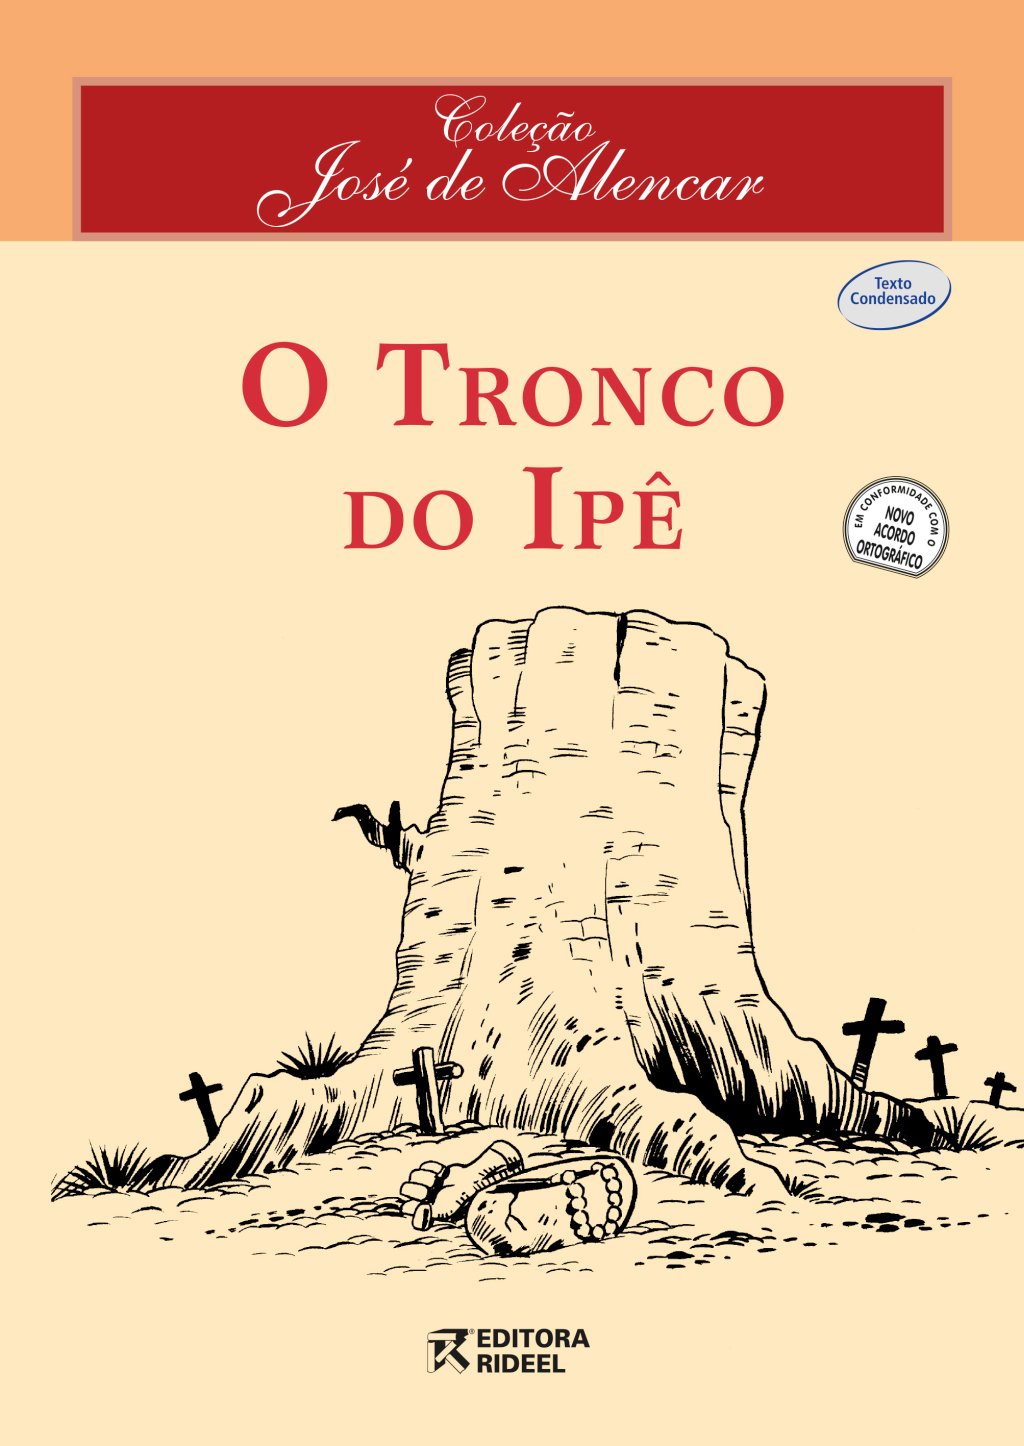 Coleção
José de Alencar
Texto
Condensado
O Tronco
do Ipê
EM CONFORMIDADE COM O
NOVO
ACORDO
ORTOGRÁFICO
EDITORA
RIDEEL